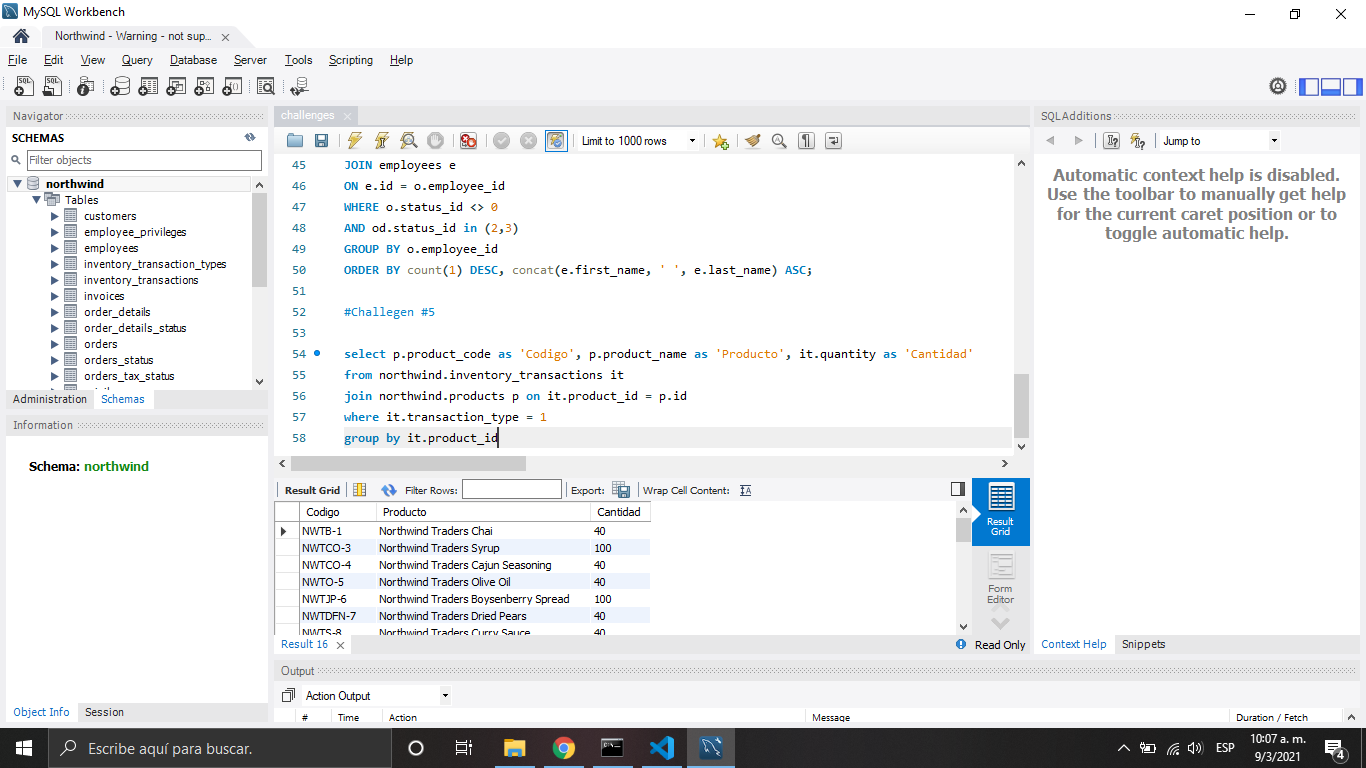 MySQL Workbench
Northwind - Warning - not sup... ×
File Edit View Query Database Server Tools Scripting Help
Navigator
SCHEMAS
Filter objects
northwind
Tables
customers
employee_privileges
employees
inventory_transaction_types
inventory_transactions
invoices
order_details
order_details_status
orders
orders_status
orders_tax_status
Administration Schemas
Information
Schema: northwind
Object Info Session
challenges ×
Limit to 1000 rows
45 JOIN employees e
46 ON e.id = o.employee_id
47 WHERE o.status_id <> 0
48 AND od.status_id in (2,3)
49 GROUP BY o.employee_id
50 ORDER BY count(1) DESC, concat(e.first_name, ' ', e.last_name) ASC;
51
52 #Challegen #5
53
54 select p.product_code as 'Codigo', p.product_name as 'Producto', it.quantity as 'Cantidad'
55 from northwind.inventory_transactions it
56 join northwind.products p on it.product_id = p.id
57 where it.transaction_type = 1
58 group by it.product_id
Result Grid Filter Rows: Export: Wrap Cell Content:
Codigo Producto Cantidad
NWTB-1 Northwind Traders Chai 40
NWTCO-3 Northwind Traders Syrup 100
NWTCO-4 Northwind Traders Cajun Seasoning 40
NWTO-5 Northwind Traders Olive Oil 40
NWTJP-6 Northwind Traders Boysenberry Spread 100
NWTDFN-7 Northwind Traders Dried Pears 40
NWTS-8 Northwind Traders Curry Sauce 40
Result Grid
Form Editor
Result 16 × Read Only
Output
Action Output
# Time Action Message Duration / Fetch
SQLAdditions
Jump to
Automatic context help is disabled.
Use the toolbar to manually get help
for the current caret position or to
toggle automatic help.
Context Help Snippets
Escribe aquí para buscar.
ESP
10:07 a. m.
9/3/2021
4